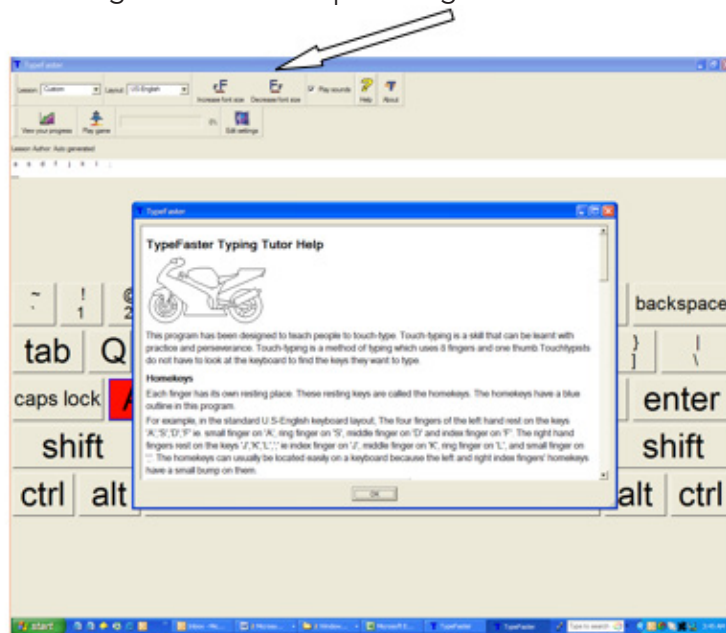 TypeFaster
Lesson: Custom Layout: US English Increase font size Decrease font size Play sounds Help About
View your progress Play game 0% Edit settings
Lesson Author: Auto generated
a s d f j k l ;
TypeFaster
TypeFaster Typing Tutor Help
This program has been designed to teach people to touch-type. Touch-typing is a skill that can be learnt with
practice and perseverance. Touch-typing is a method of typing which uses 8 fingers and one thumb. Touchtypists
do not have to look at the keyboard to find the keys they want to type.
Homekeys
Each finger has its own resting place. These resting keys are called the homekeys. The homekeys have a blue
outline in this program.
For example, in the standard U.S-English keyboard layout, The four fingers of the left hand rest on the keys
'A','S','D','F' ie. small finger on 'A', ring finger on 'S', middle finger on 'D' and index finger on 'F'. The right hand
fingers rest on the keys 'J','K','L',';' ie index finger on 'J', middle finger on 'K', ring finger on 'L', and small finger on
';'. The homekeys can usually be located easily on a keyboard because the left and right index fingers' homekeys
have a small bump on them.
OK
~ ` ! 1 @ 2 backspace
tab Q } ] | \
caps lock A enter
shift shift
ctrl alt alt ctrl
start TypeFaster TypeFaster